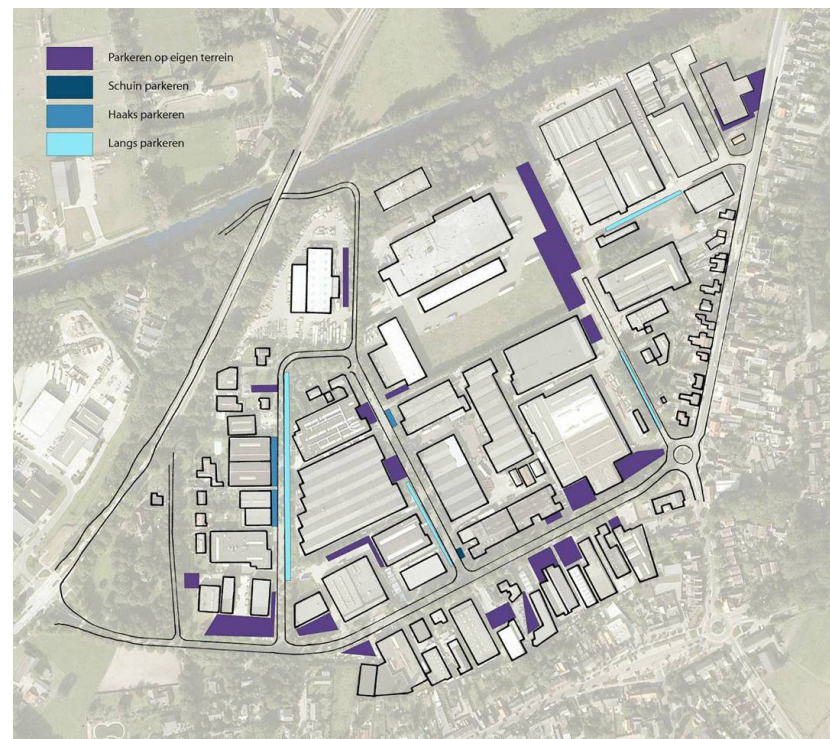 Parkeren op eigen terrein
Schuin parkeren
Haaks parkeren
Langs parkeren